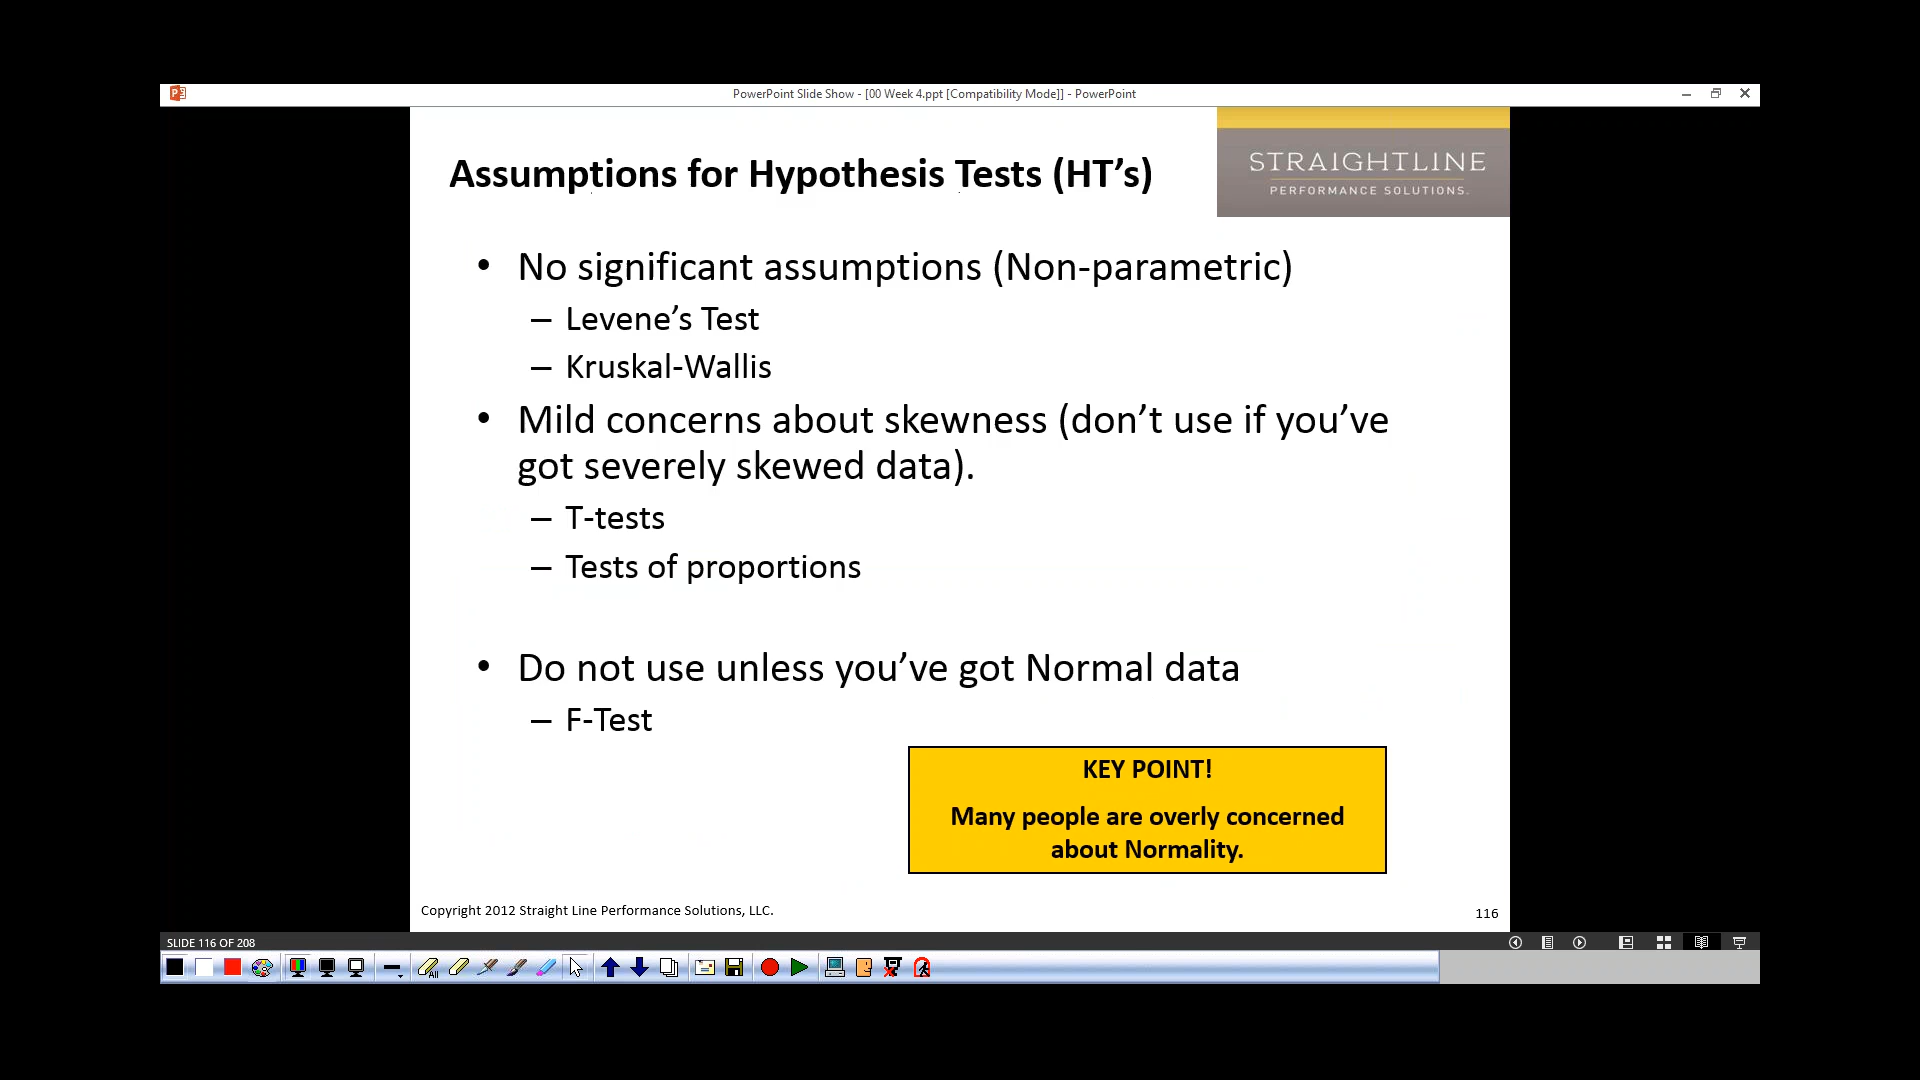 PowerPoint Slide Show - [00 Week 4.ppt [Compatibility Mode]] - PowerPoint
Assumptions for Hypothesis Tests (HT’s)
STRAIGHTLINE
PERFORMANCE SOLUTIONS.
• No significant assumptions (Non-parametric)
– Levene’s Test
– Kruskal-Wallis
• Mild concerns about skewness (don’t use if you’ve
got severely skewed data).
– T-tests
– Tests of proportions
• Do not use unless you’ve got Normal data
– F-Test
KEY POINT!
Many people are overly concerned
about Normality.
Copyright 2012 Straight Line Performance Solutions, LLC.
116
SLIDE 116 OF 208
All